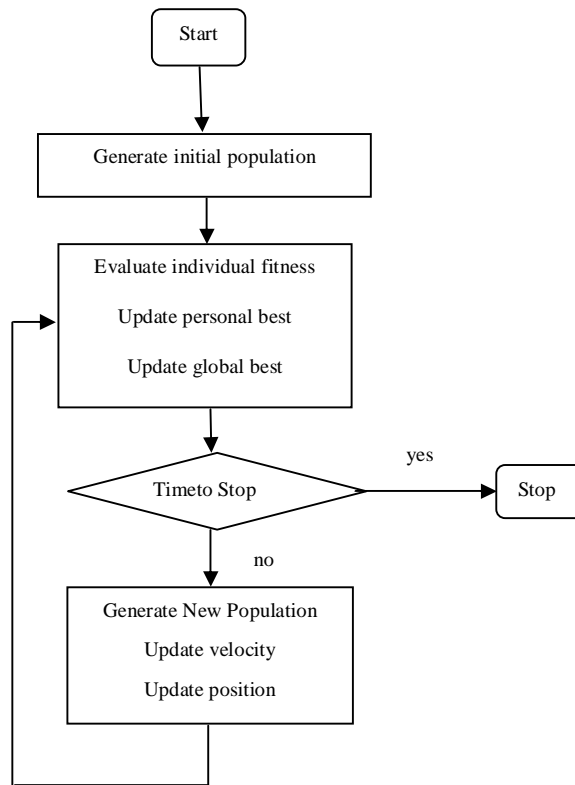 Start
Generate initial population
Evaluate individual fitness
Update personal best
Update global best
yes
Timeto Stop
Stop
no
Generate New Population
Update velocity
Update position